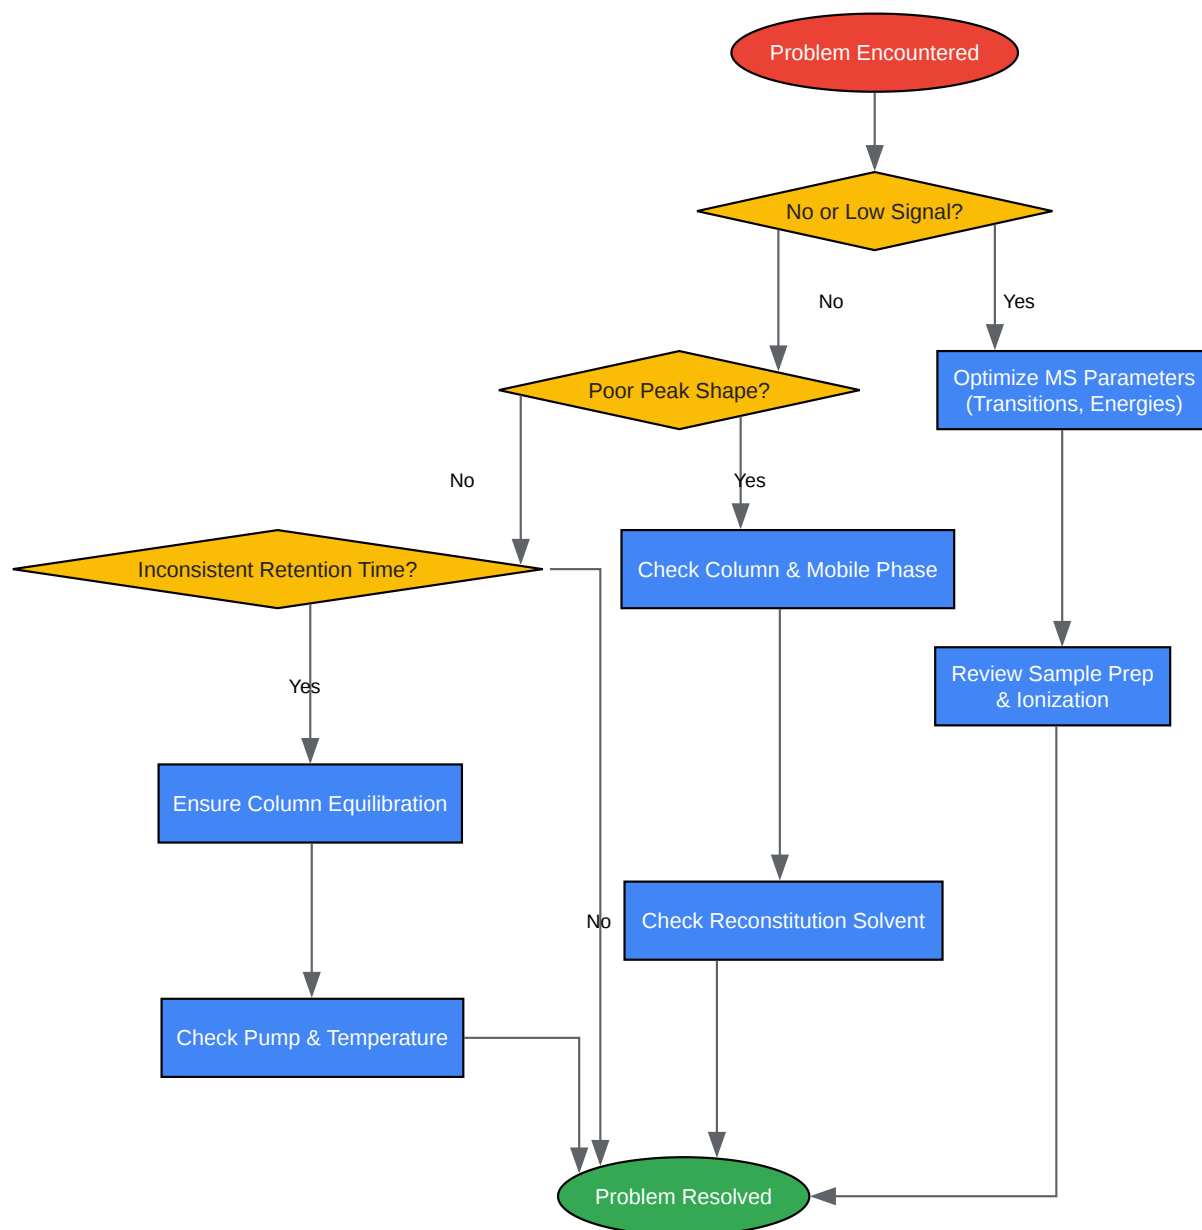 Problem Encountered
No or Low Signal?
No
Yes
Poor Peak Shape?
Optimize MS Parameters
(Transitions, Energies)
No
Yes
Inconsistent Retention Time?
Check Column & Mobile Phase
Yes
Review Sample Prep
& Ionization
Ensure Column Equilibration
No
Check Reconstitution Solvent
Check Pump & Temperature
Problem Resolved